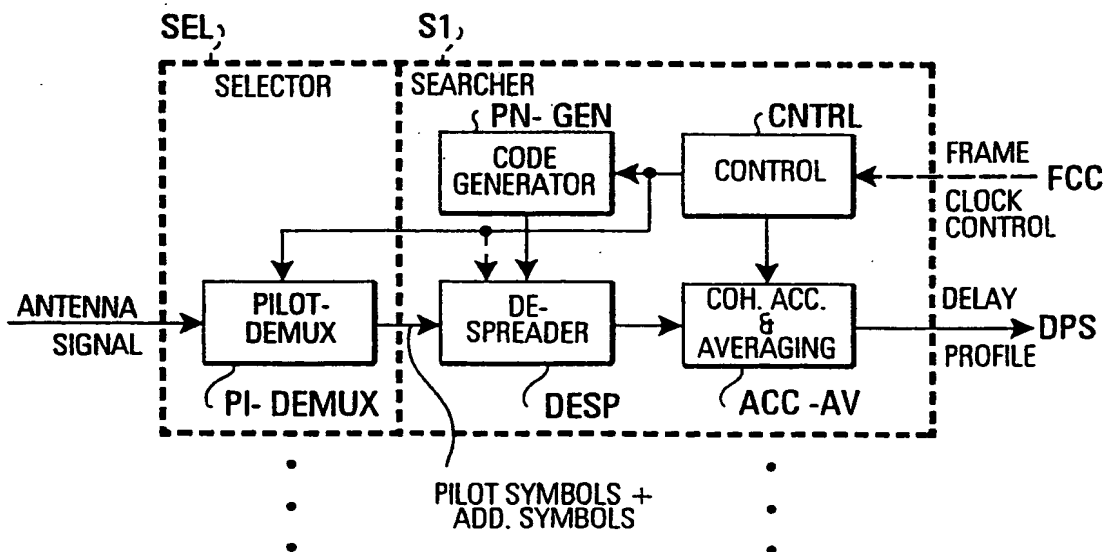 SEL
S1
SELECTOR
SEARCHER
PN- GEN
CNTRL
CODE
GENERATOR
CONTROL
FRAME
FCC
CLOCK
CONTROL
ANTENNA
SIGNAL
PILOT-
DEMUX
DE-
SPREADER
COH. ACC.
&
AVERAGING
DELAY
DPS
PROFILE
PI- DEMUX
DESP
ACC -AV
PILOT SYMBOLS +
ADD. SYMBOLS